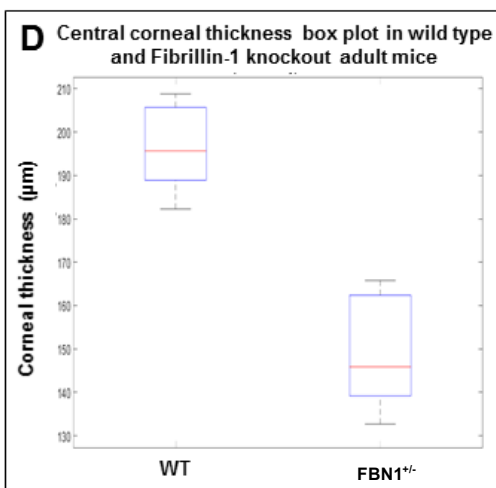 D Central corneal thickness box plot in wild type
and Fibrillin-1 knockout adult mice
Corneal thickness (µm)
210
200
190
180
170
160
150
140
130
WT
FBN1+/-